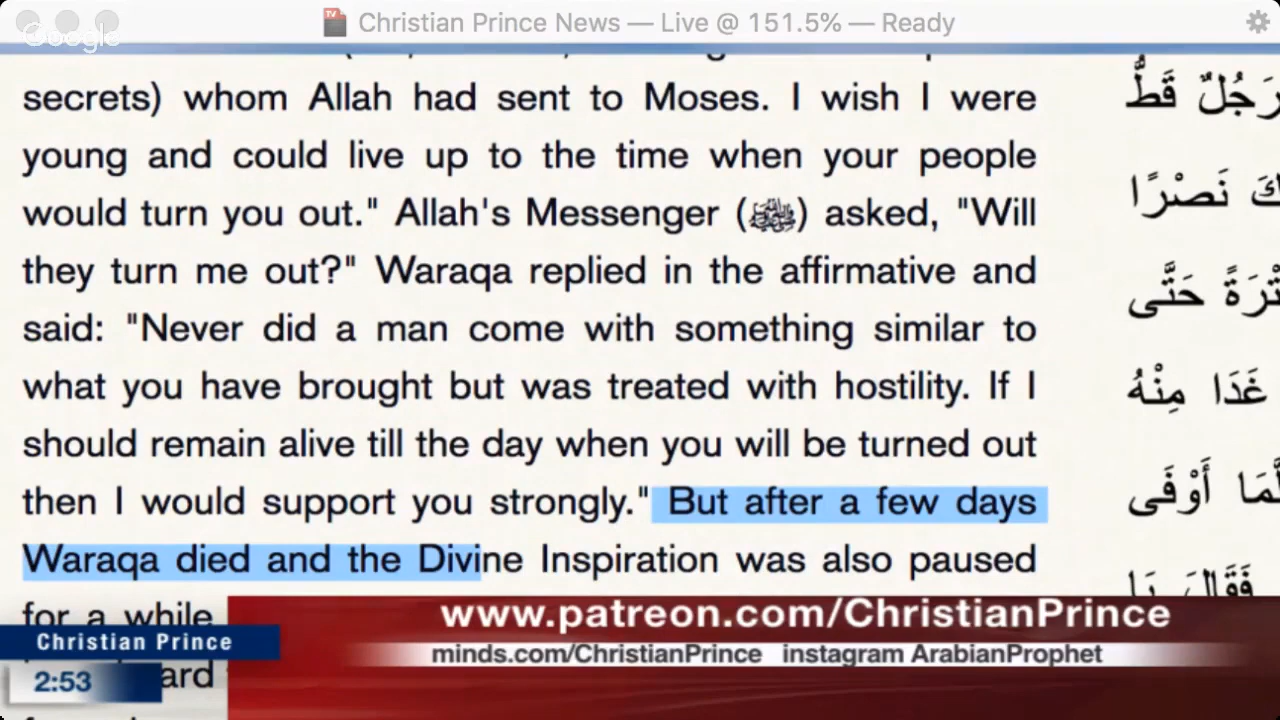 Christian Prince News — Live @ 151.5% — Ready
Google
secrets) whom Allah had sent to Moses. I wish I were
young and could live up to the time when your people
would turn you out." Allah's Messenger (ﷺ) asked, "Will
they turn me out?" Waraqa replied in the affirmative and
said: "Never did a man come with something similar to
what you have brought but was treated with hostility. If I
should remain alive till the day when you will be turned out
then I would support you strongly." But after a few days
Waraqa died and the Divine Inspiration was also paused
for a while
ard
رَجُلٌ قَطُّ
كَ نَصْرًا
تْرَةً حَتَّى
غَدَا مِنْهُ
لَّمَا أَوْفَى
فَقَالَ يَا
www.patreon.com/ChristianPrince
Christian Prince
minds.com/ChristianPrince instagram ArabianProphet
2:53